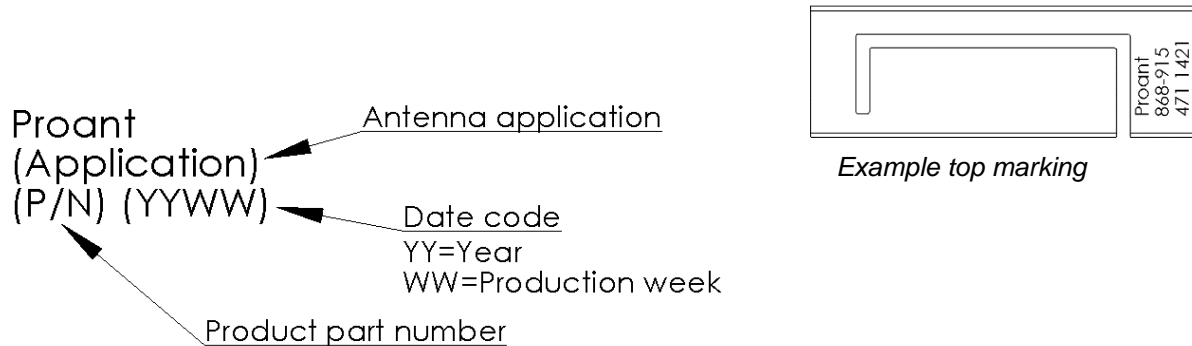 Proant
(Application)
(P/N) (YYWW)
Antenna application
Date code
YY=Year
WW=Production week
Product part number
Proant
868-915
471 1421
Example top marking